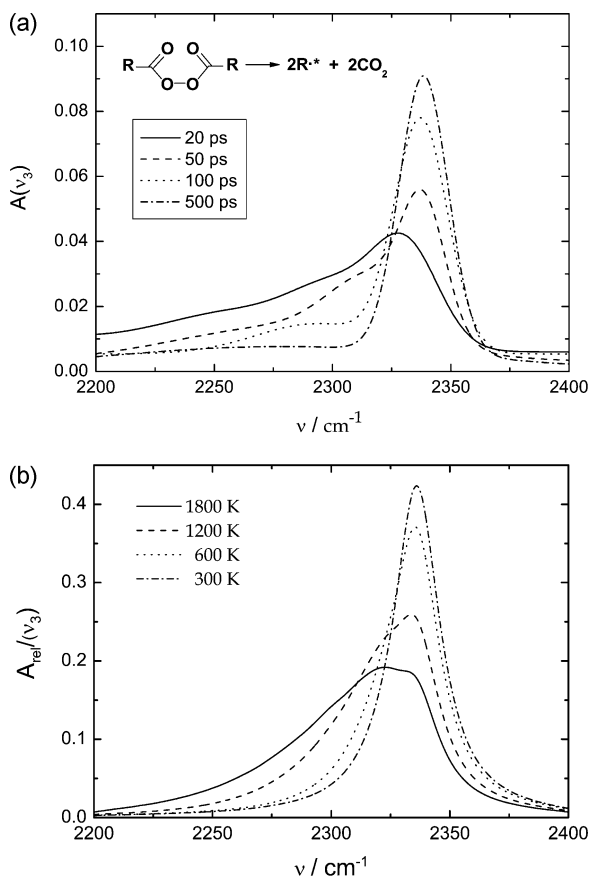 (a)
0.10
0.08
0.06
0.04
0.02
0.00
A(ν₃)
R O O R → 2R·* + 2CO₂
O–O
20 ps
50 ps
100 ps
500 ps
2200 2250 2300 2350 2400
ν / cm⁻¹
(b)
0.4
0.3
0.2
0.1
0.0
A_rel/(ν₃)
1800 K
1200 K
600 K
300 K
2200 2250 2300 2350 2400
ν / cm⁻¹